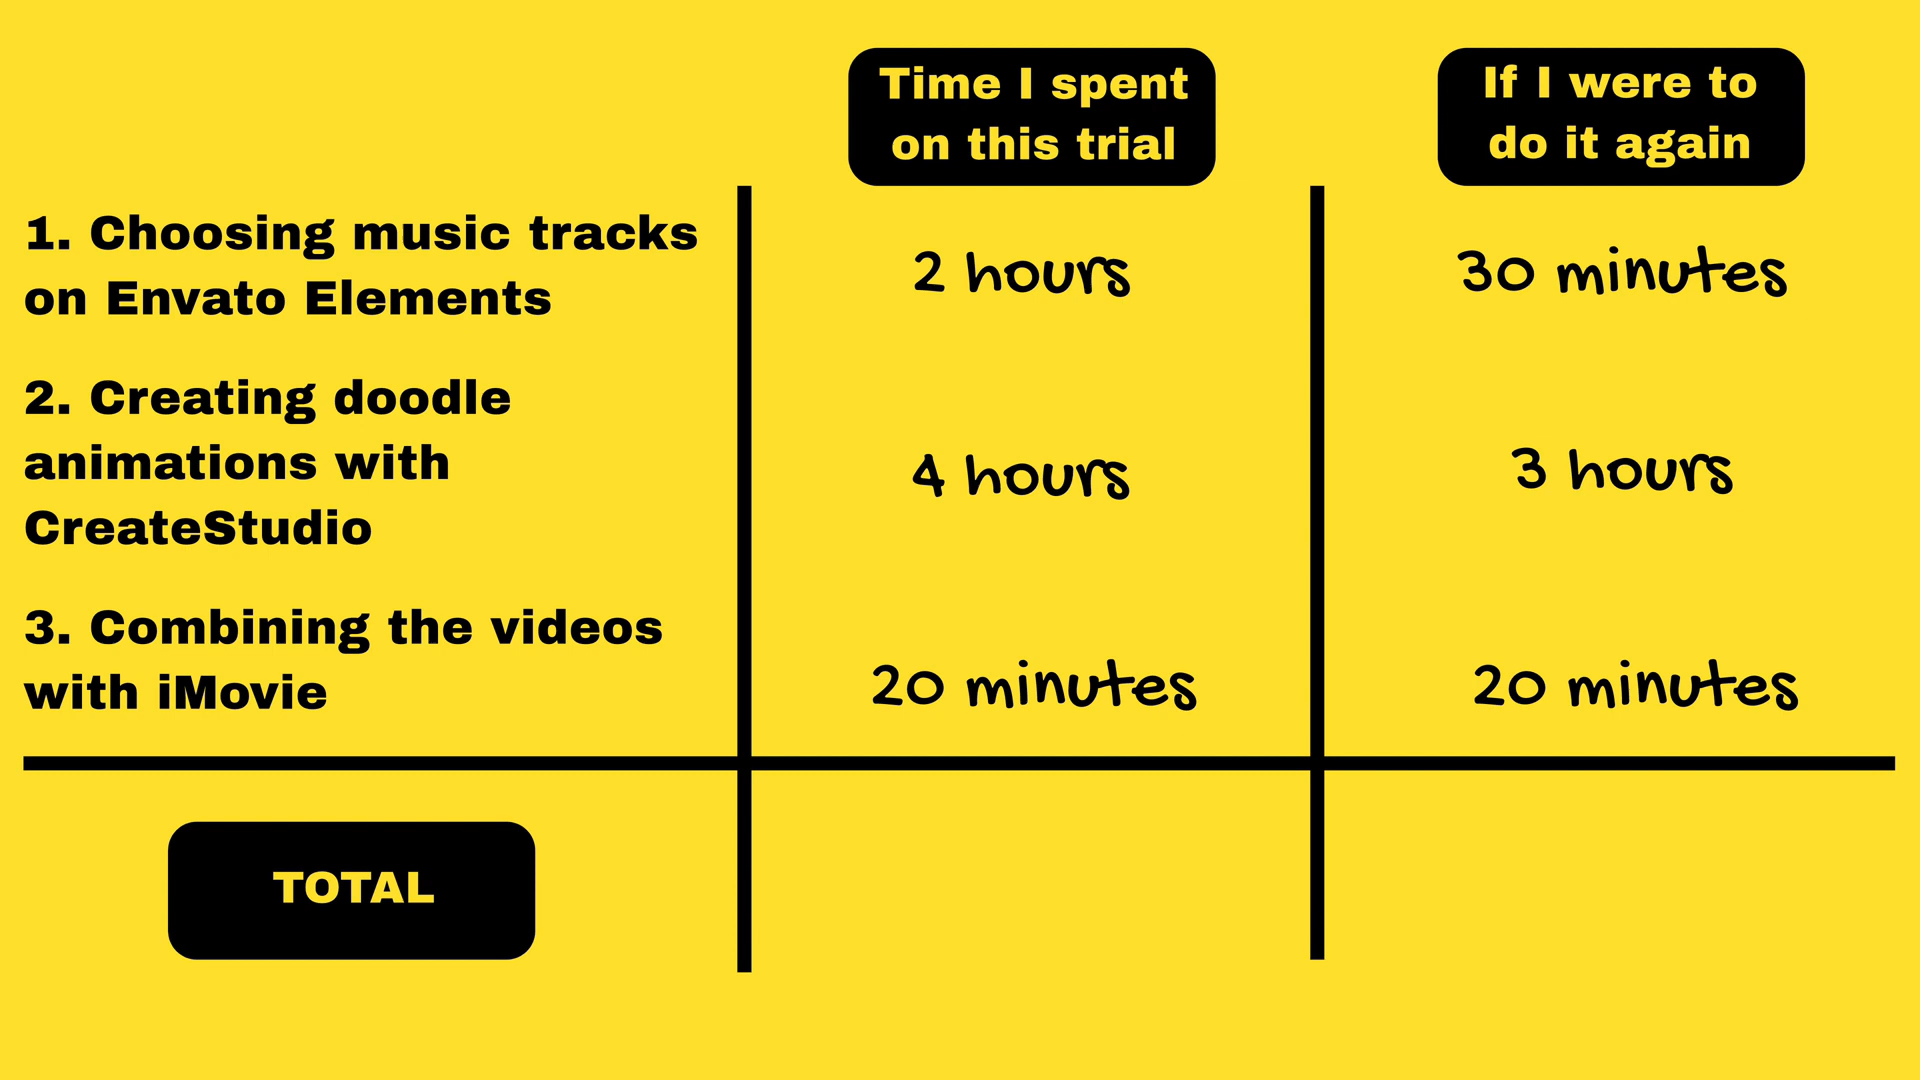 Time I spent
on this trial
If I were to
do it again
1. Choosing music tracks
on Envato Elements
2 hours
30 minutes
2. Creating doodle
animations with
CreateStudio
4 hours
3 hours
3. Combining the videos
with iMovie
20 minutes
20 minutes
TOTAL